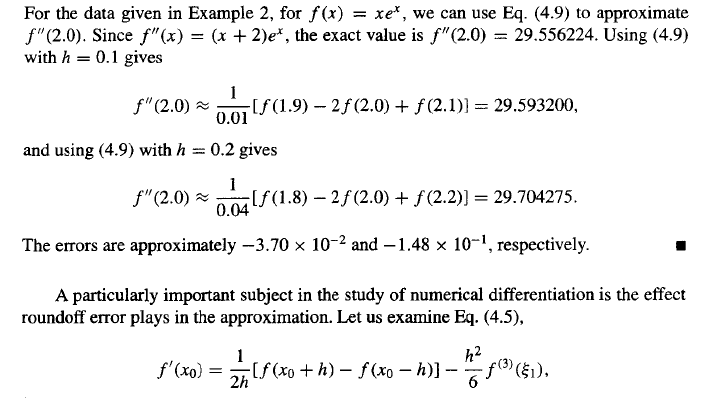 For the data given in Example 2, for f(x) = xeˣ, we can use Eq. (4.9) to approximate
f″(2.0). Since f″(x) = (x + 2)eˣ, the exact value is f″(2.0) = 29.556224. Using (4.9)
with h = 0.1 gives
f″(2.0) ≈ 1/0.01 [f(1.9) − 2f(2.0) + f(2.1)] = 29.593200,
and using (4.9) with h = 0.2 gives
f″(2.0) ≈ 1/0.04 [f(1.8) − 2f(2.0) + f(2.2)] = 29.704275.
The errors are approximately −3.70 × 10⁻² and −1.48 × 10⁻¹, respectively. ■
A particularly important subject in the study of numerical differentiation is the effect
roundoff error plays in the approximation. Let us examine Eq. (4.5),
f′(x₀) = 1/2h [f(x₀ + h) − f(x₀ − h)] − h²/6 f⁽³⁾(ξ₁),